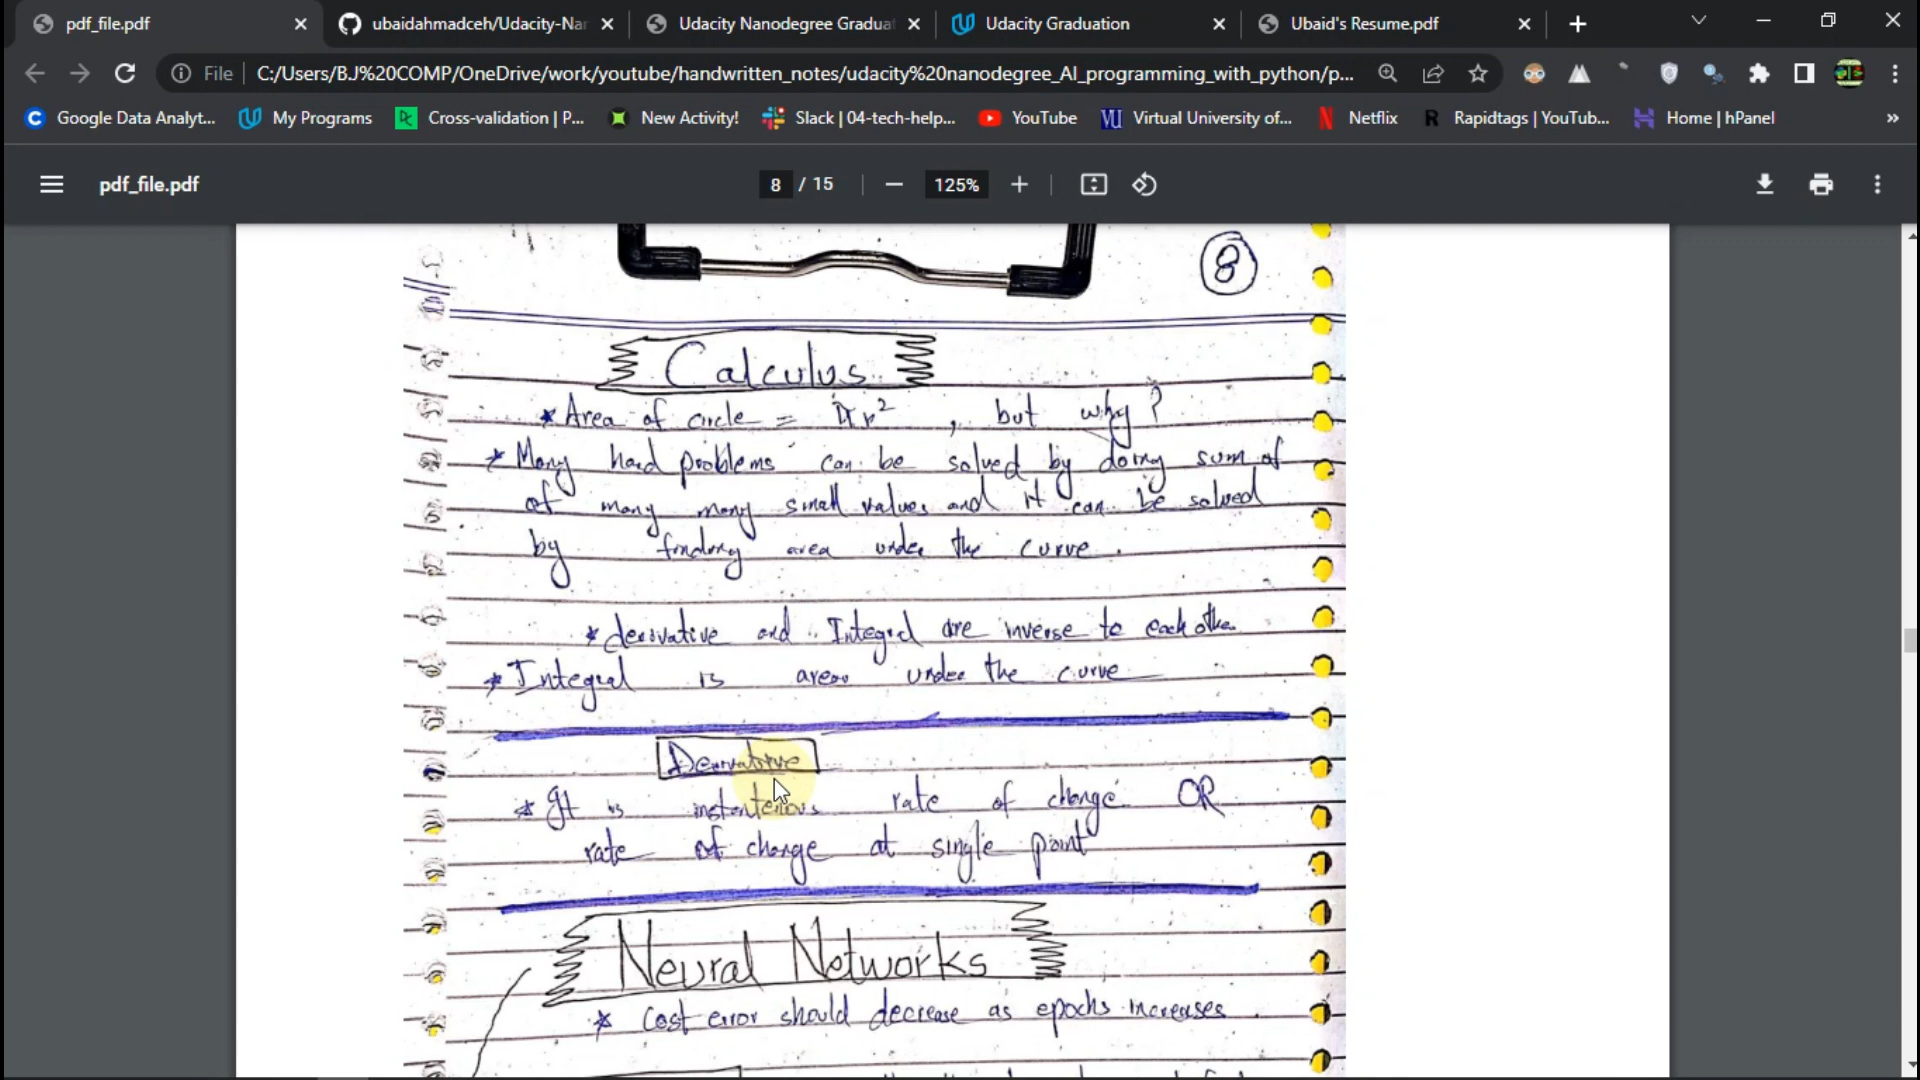 pdf_file.pdf
ubaidahmadceh/Udacity-Nar
Udacity Nanodegree Graduat
Udacity Graduation
Ubaid's Resume.pdf
File
C:/Users/BJ%20COMP/OneDrive/work/youtube/handwritten_notes/udacity%20nanodegree_AI_programming_with_python/p...
Google Data Analyt...
My Programs
Cross-validation | P...
New Activity!
Slack | 04-tech-help...
YouTube
Virtual University of...
Netflix
Rapidtags | YouTub...
Home | hPanel
»
pdf_file.pdf
8 / 15
125%
8
Calculus
* Area of circle = πr², but why?
* Many hard problems can be solved by doing sum of
of many many small values and it can be solved
by finding area under the curve.
* derivative and Integral are inverse to each other
* Integral is area under the curve
Derivative
* It is instantenous rate of change OR
rate of change at single point
Neural Networks
* Cost error should decrease as epochs increases.